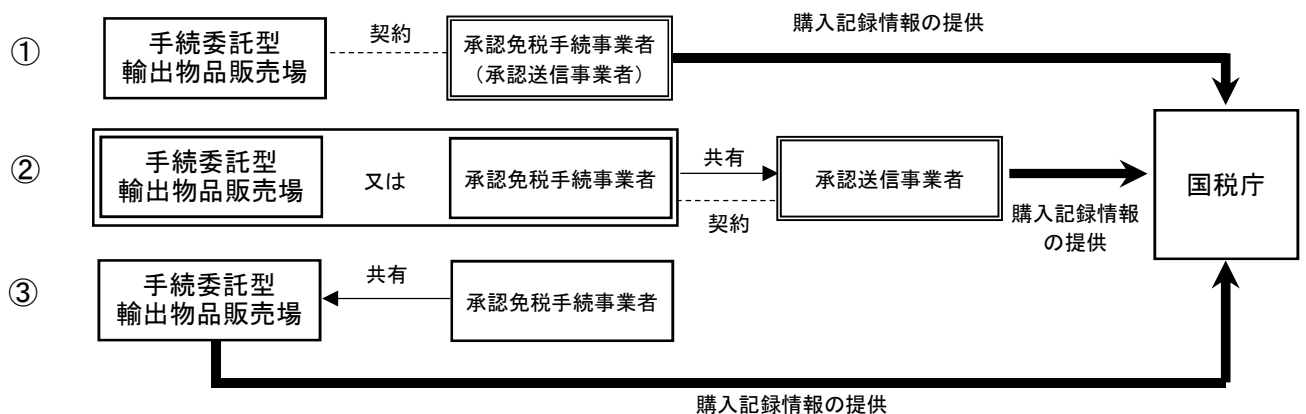 購入記録情報の提供
①
手続委託型
輸出物品販売場
契約
承認免税手続事業者
（承認送信事業者）
②
手続委託型
輸出物品販売場
又は
承認免税手続事業者
共有
契約
承認送信事業者
購入記録情報
の提供
国税庁
③
手続委託型
輸出物品販売場
共有
承認免税手続事業者
購入記録情報の提供